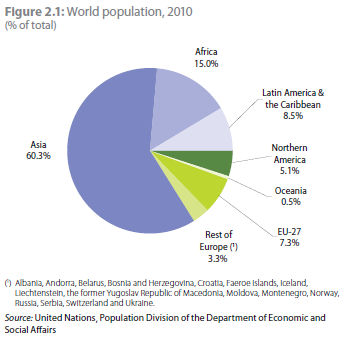 Figure 2.1: World population, 2010
(% of total)
Africa
15.0%
Latin America &
the Caribbean
8.5%
Asia
60.3%
Northern
America
5.1%
Oceania
0.5%
EU-27
7.3%
Rest of
Europe (¹)
3.3%
(¹) Albania, Andorra, Belarus, Bosnia and Herzegovina, Croatia, Faeroe Islands, Iceland,
Liechtenstein, the former Yugoslav Republic of Macedonia, Moldova, Montenegro, Norway,
Russia, Serbia, Switzerland and Ukraine.
Source: United Nations, Population Division of the Department of Economic and
Social Affairs